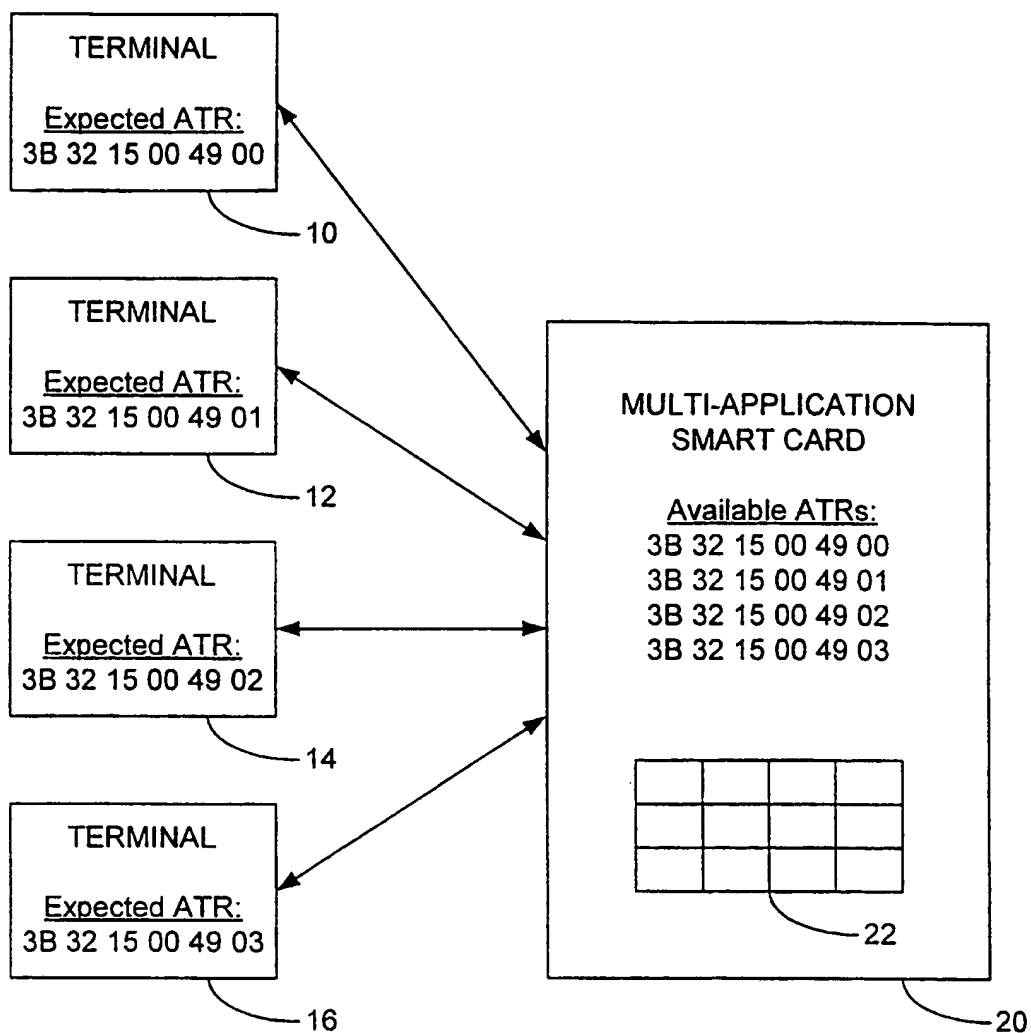 TERMINAL
Expected ATR:
3B 32 15 00 49 00
10
TERMINAL
Expected ATR:
3B 32 15 00 49 01
12
TERMINAL
Expected ATR:
3B 32 15 00 49 02
14
TERMINAL
Expected ATR:
3B 32 15 00 49 03
16
MULTI-APPLICATION
SMART CARD
Available ATRs:
3B 32 15 00 49 00
3B 32 15 00 49 01
3B 32 15 00 49 02
3B 32 15 00 49 03
22
20